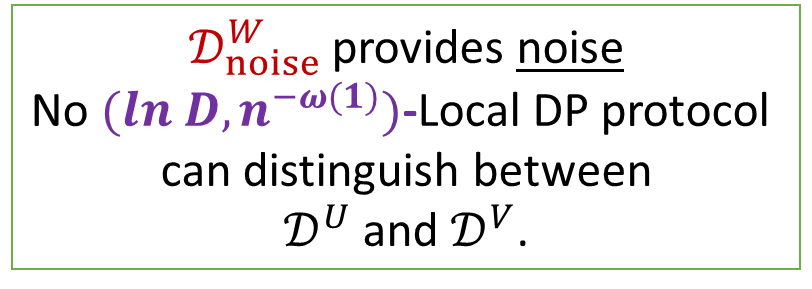 𝒟^W_noise provides noise
No (ln D, n^{-ω(1)})-Local DP protocol
can distinguish between
𝒟^U and 𝒟^V.